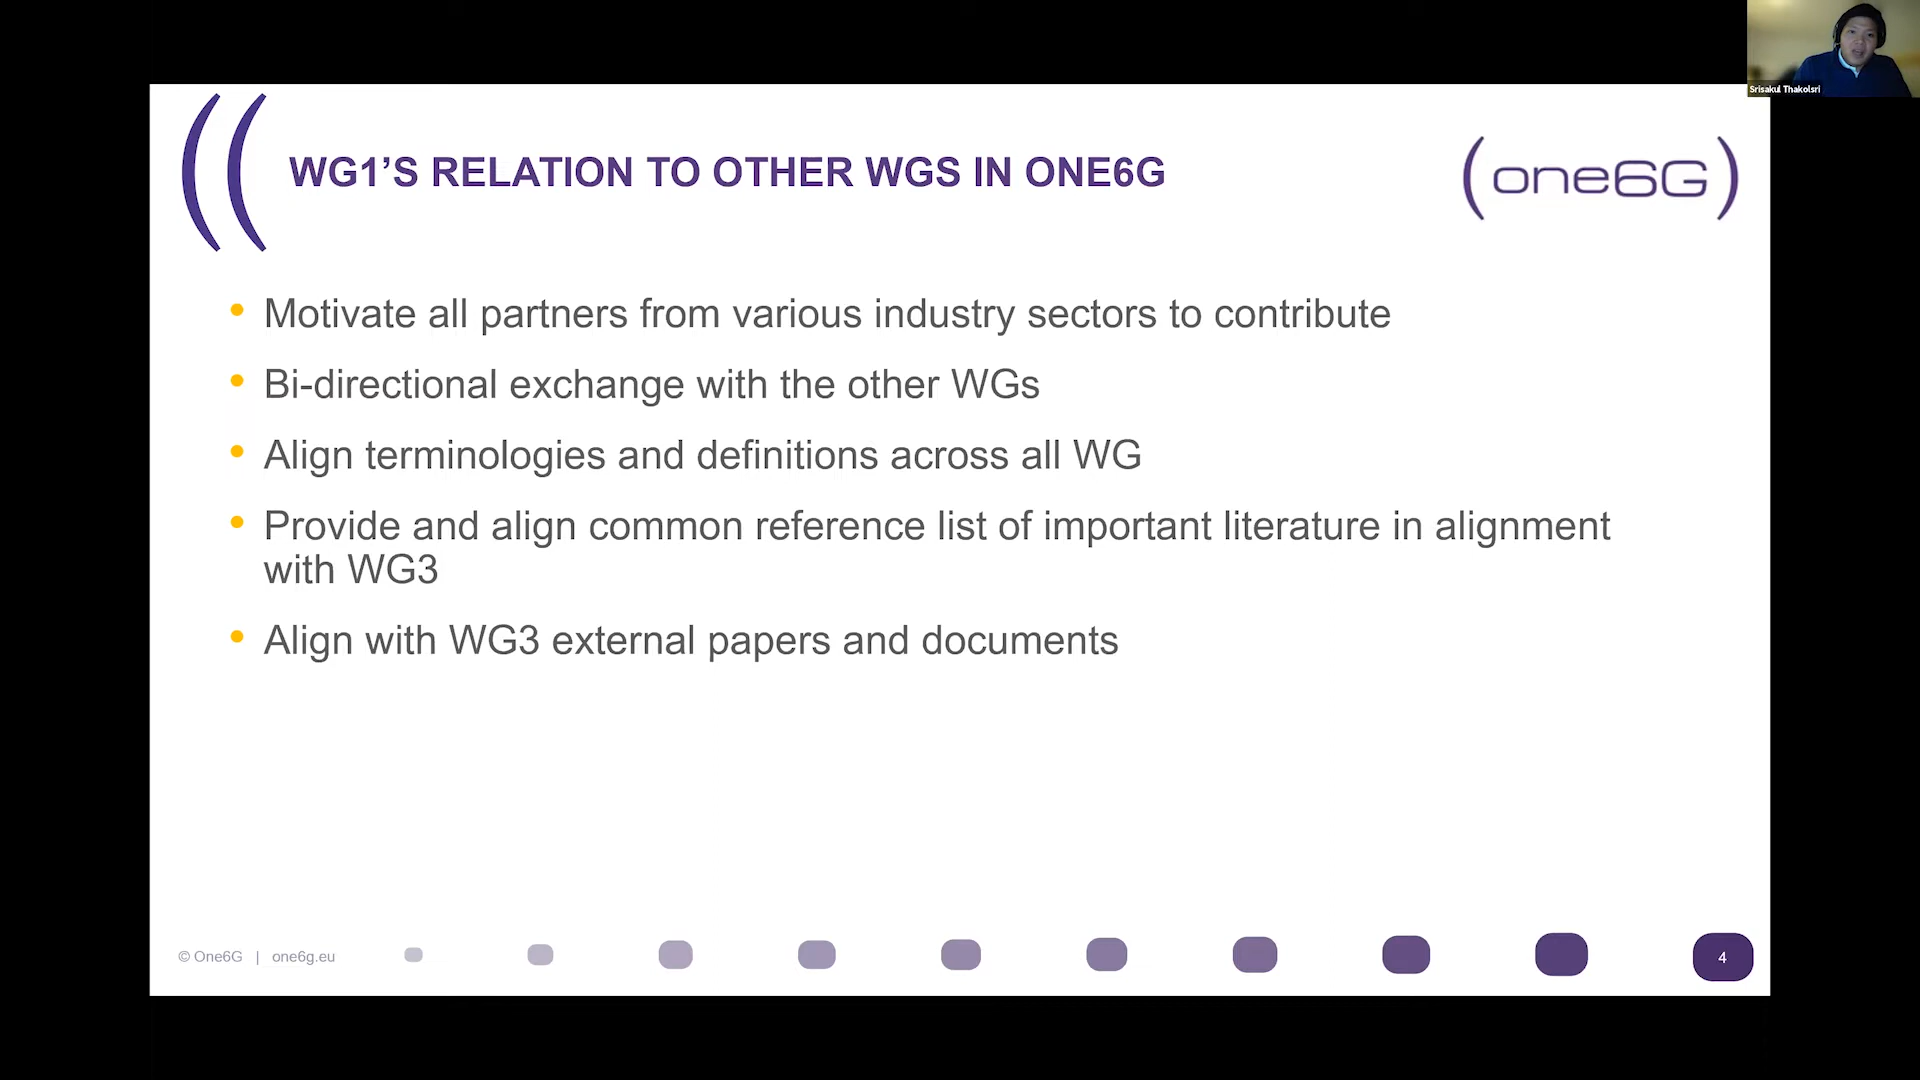 Srisakul Thakolsri
WG1’S RELATION TO OTHER WGS IN ONE6G
(one6G)
• Motivate all partners from various industry sectors to contribute
• Bi-directional exchange with the other WGs
• Align terminologies and definitions across all WG
• Provide and align common reference list of important literature in alignment
with WG3
• Align with WG3 external papers and documents
© One6G | one6g.eu
4